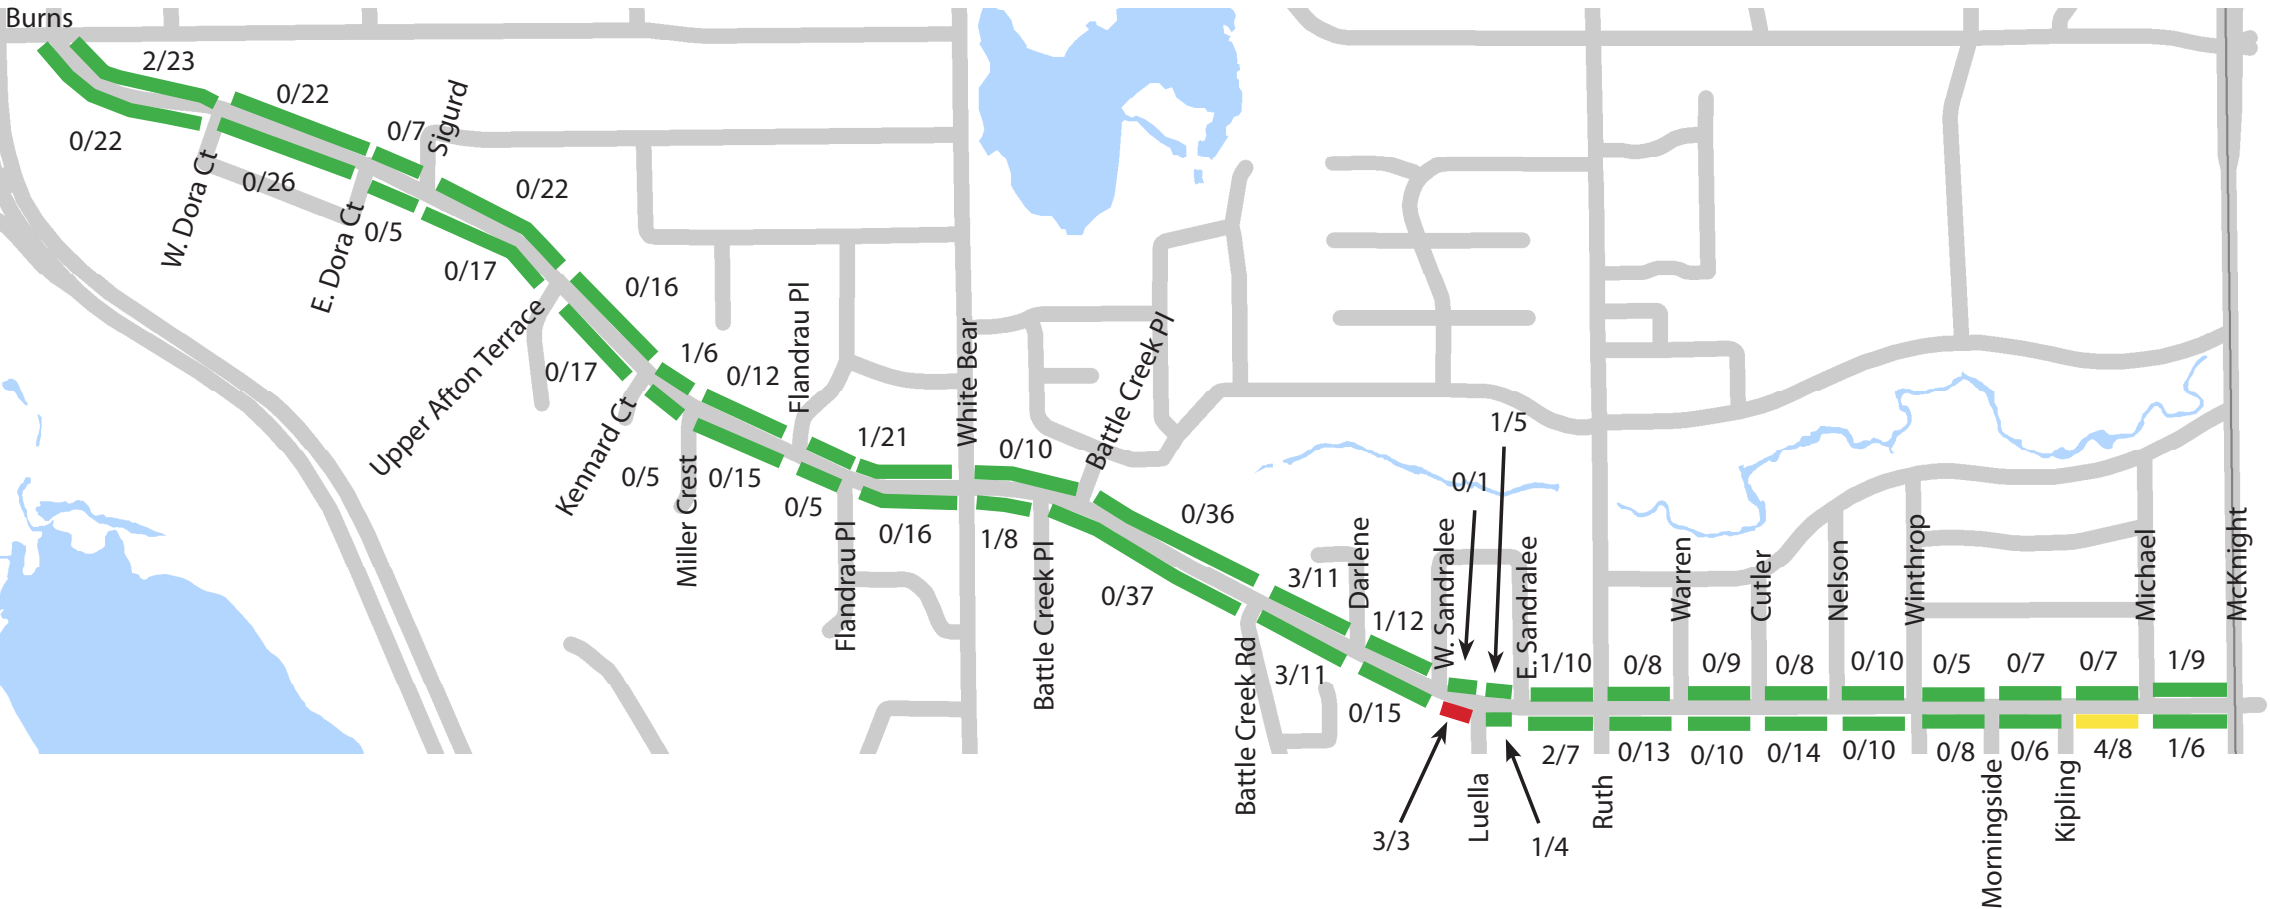 Burns
2/23
0/22
0/7
Sigurd
0/22
0/22
W. Dora Ct
0/26
E. Dora Ct
0/5
0/17
0/16
Upper Afton Terrace
0/17
1/6
0/12
Flandrau Pl
Kennard Ct
0/5
Miller Crest
0/15
0/5
1/21
White Bear
0/10
Battle Creek Pl
Flandrau Pl
0/16
1/8
Battle Creek Pl
0/36
0/37
3/11
Darlene
1/12
W. Sandralee
0/1
1/5
E. Sandralee
Battle Creek Rd
3/11
0/15
3/3
Luella
1/4
1/10
0/8
Warren
0/9
Cutler
0/8
Nelson
0/10
Winthrop
0/5
0/7
0/7
Michael
1/9
McKnight
2/7
Ruth
0/13
0/10
0/14
0/10
0/8
Morningside
0/6
Kipling
4/8
1/6